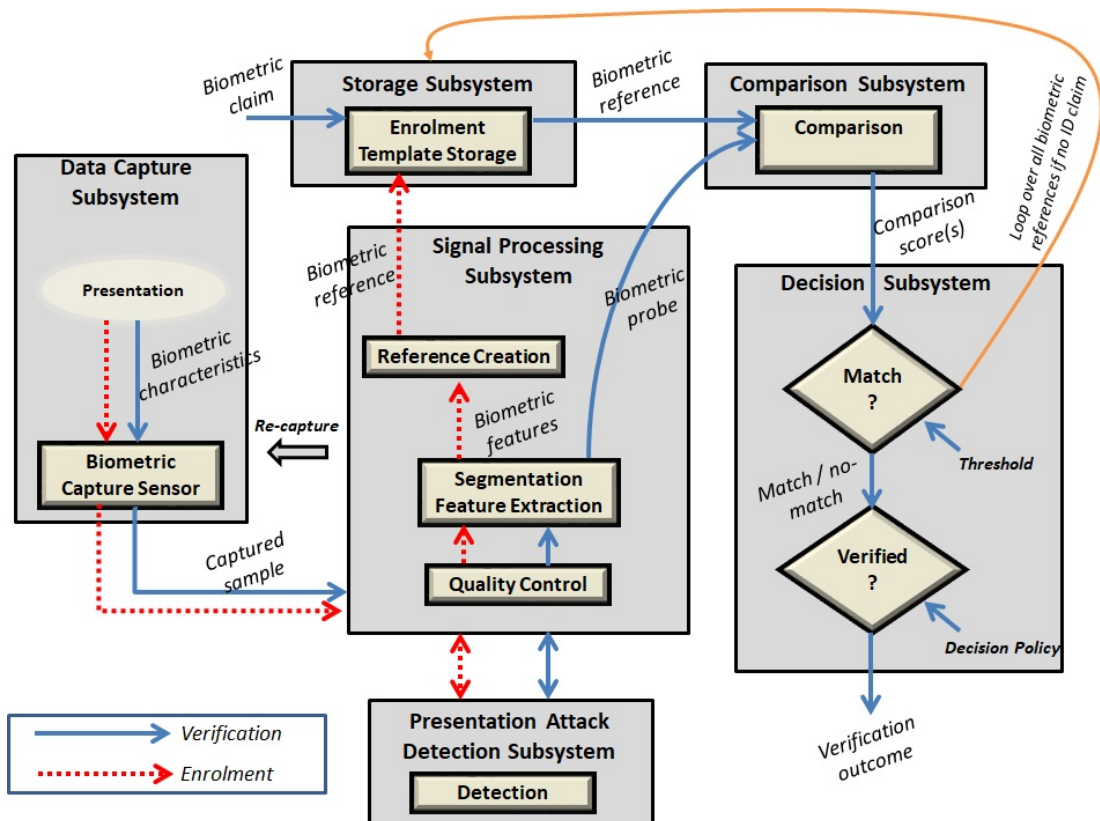 Biometric
claim
Storage Subsystem
Enrolment
Template Storage
Biometric
reference
Comparison Subsystem
Comparison
Loop over all biometric
references if no ID claim
Data Capture
Subsystem
Presentation
Biometric
characteristics
Biometric
Capture Sensor
Captured
sample
Re-capture
Biometric
reference
Signal Processing
Subsystem
Reference Creation
Biometric
features
Segmentation
Feature Extraction
Quality Control
Biometric
probe
Comparison
score(s)
Decision Subsystem
Match
?
Threshold
Match / no-
match
Verified
?
Decision Policy
Verification
outcome
Presentation Attack
Detection Subsystem
Detection
Verification
Enrolment